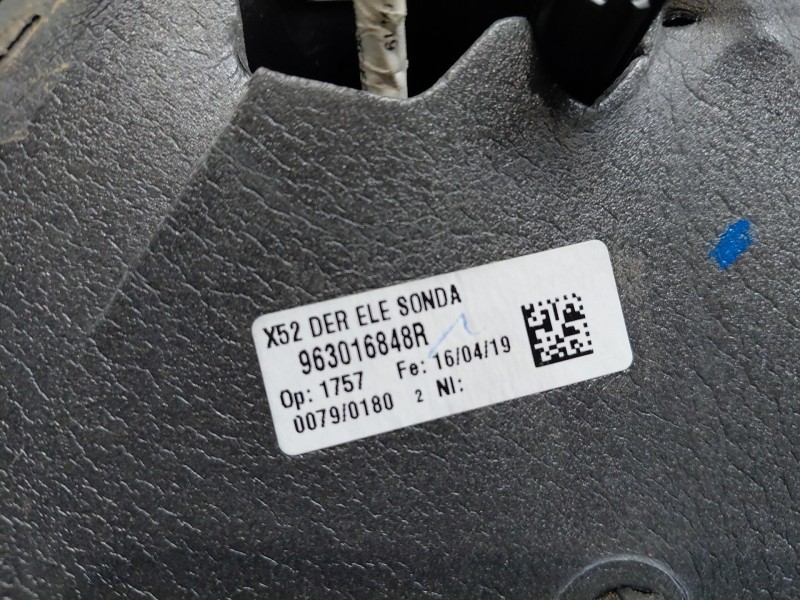 X52 DER ELE SONDA
963016848R
Op: 1757 Fe: 16/04/19
0079/0180 2 NI: